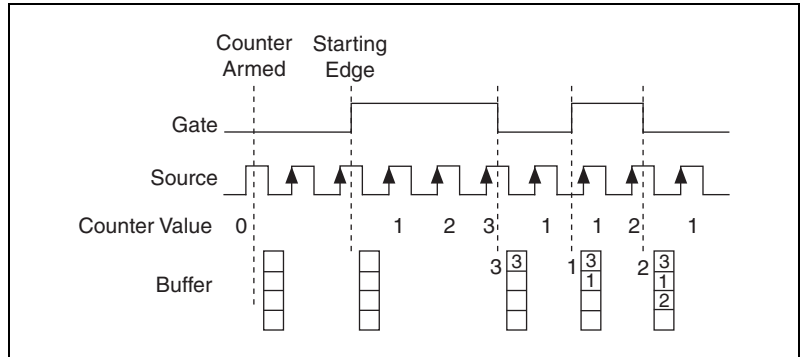 Counter Armed
Starting Edge
Gate
Source
Counter Value 0 1 2 3 1 1 2 1
Buffer
3 3
1 3 1
2 3 1 2